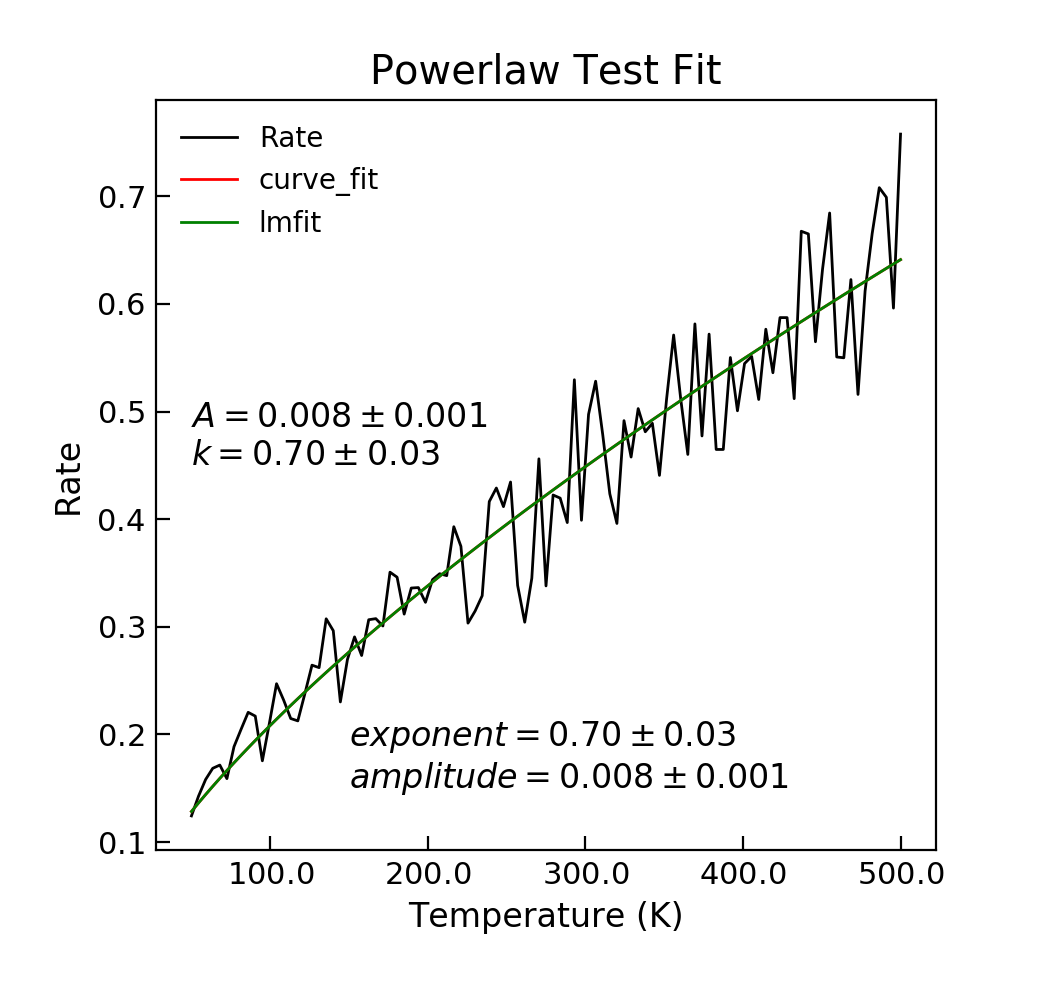 Powerlaw Test Fit
Rate
curve_fit
lmfit
0.7
0.6
0.5
0.4
0.3
0.2
0.1
Rate
A = 0.008 ± 0.001
k = 0.70 ± 0.03
exponent = 0.70 ± 0.03
amplitude = 0.008 ± 0.001
100.0 200.0 300.0 400.0 500.0
Temperature (K)